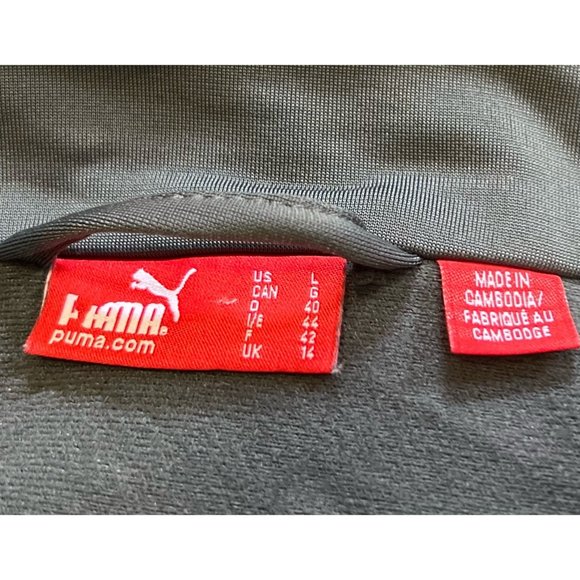 PUMA®
puma.com
US L
CAN G
D 40
I/E 44
F 42
UK 14
MADE IN
CAMBODIA/
FABRIQUÉ AU
CAMBODGE